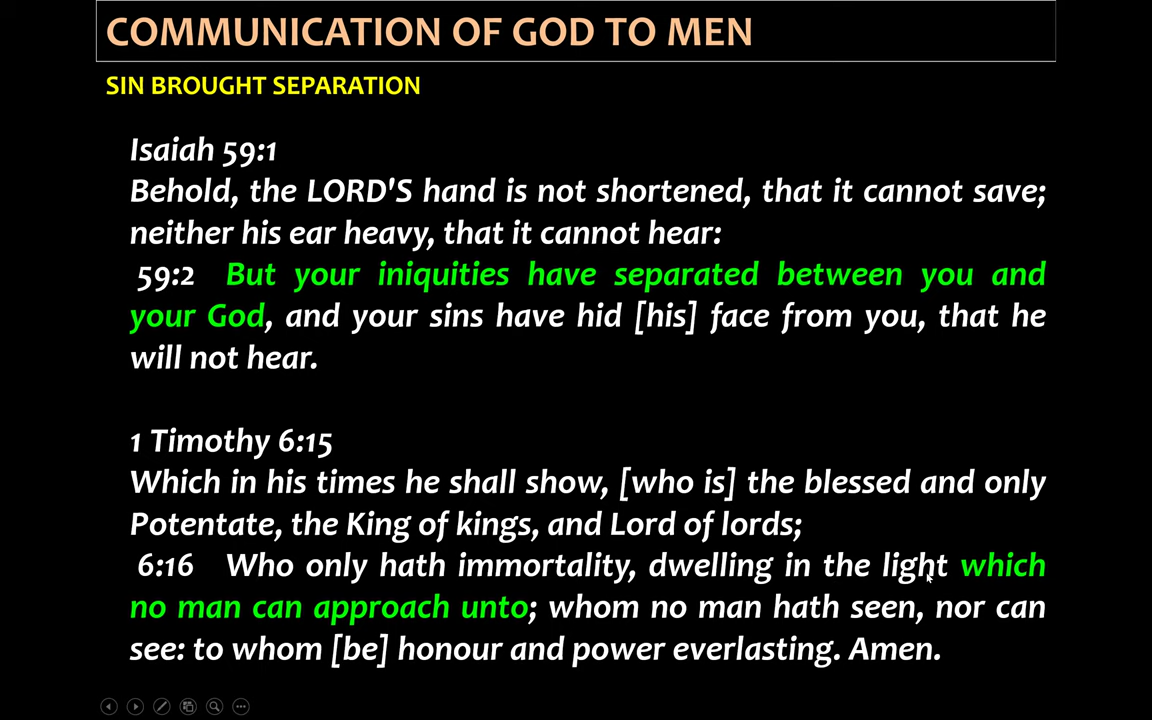 COMMUNICATION OF GOD TO MEN
SIN BROUGHT SEPARATION
Isaiah 59:1
Behold, the LORD'S hand is not shortened, that it cannot save;
neither his ear heavy, that it cannot hear:
59:2 But your iniquities have separated between you and
your God, and your sins have hid [his] face from you, that he
will not hear.
1 Timothy 6:15
Which in his times he shall show, [who is] the blessed and only
Potentate, the King of kings, and Lord of lords;
6:16 Who only hath immortality, dwelling in the light which
no man can approach unto; whom no man hath seen, nor can
see: to whom [be] honour and power everlasting. Amen.